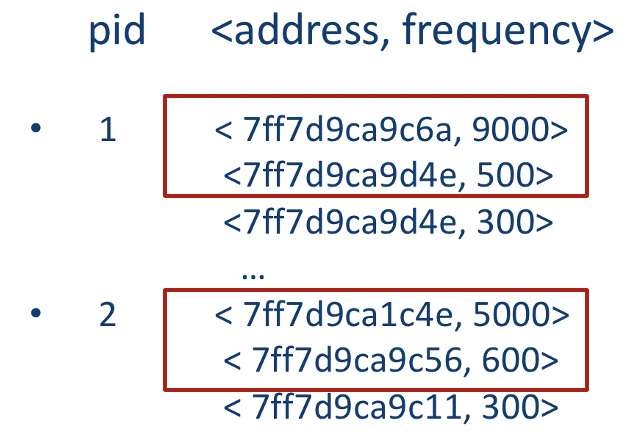 pid <address, frequency>
• 1 < 7ff7d9ca9c6a, 9000>
<7ff7d9ca9d4e, 500>
<7ff7d9ca9d4e, 300>
...
• 2 < 7ff7d9ca1c4e, 5000>
< 7ff7d9ca9c56, 600>
< 7ff7d9ca9c11, 300>